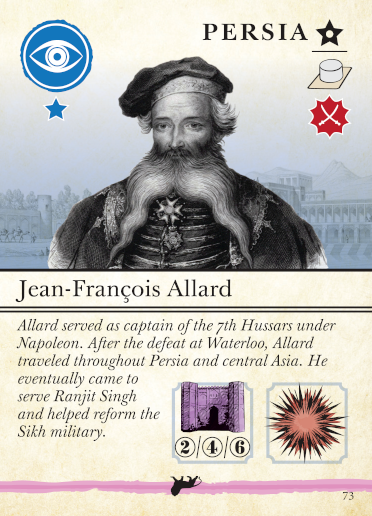 PERSIA
Jean-François Allard
Allard served as captain of the 7th Hussars under
Napoleon. After the defeat at Waterloo, Allard
traveled throughout Persia and central Asia. He
eventually came to
serve Ranjit Singh
and helped reform the
Sikh military.
2/4/6
73